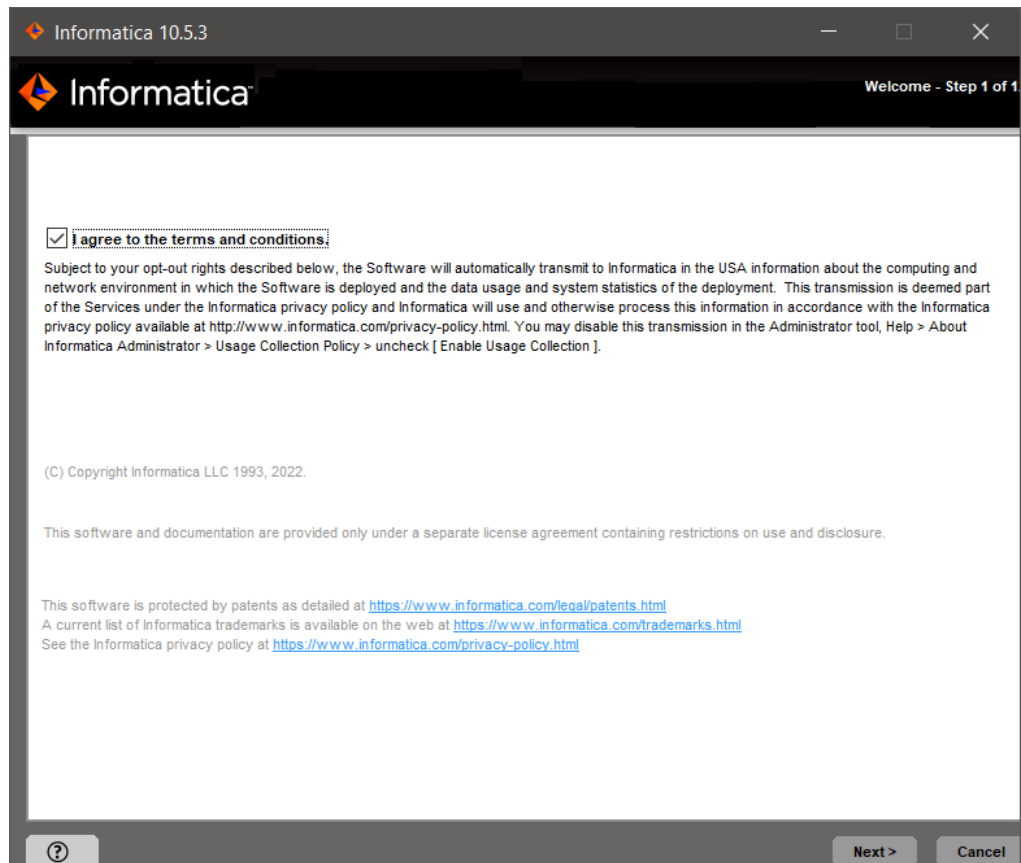 Informatica 10.5.3
Informatica
Welcome - Step 1 of 1
I agree to the terms and conditions.
Subject to your opt-out rights described below, the Software will automatically transmit to Informatica in the USA information about the computing and
network environment in which the Software is deployed and the data usage and system statistics of the deployment. This transmission is deemed part
of the Services under the Informatica privacy policy and Informatica will use and otherwise process this information in accordance with the Informatica
privacy policy available at http://www.informatica.com/privacy-policy.html. You may disable this transmission in the Administrator tool, Help > About
Informatica Administrator > Usage Collection Policy > uncheck [ Enable Usage Collection ].
(C) Copyright Informatica LLC 1993, 2022.
This software and documentation are provided only under a separate license agreement containing restrictions on use and disclosure.
This software is protected by patents as detailed at https://www.informatica.com/legal/patents.html
A current list of Informatica trademarks is available on the web at https://www.informatica.com/trademarks.html
See the Informatica privacy policy at https://www.informatica.com/privacy-policy.html
?
Next >
Cancel